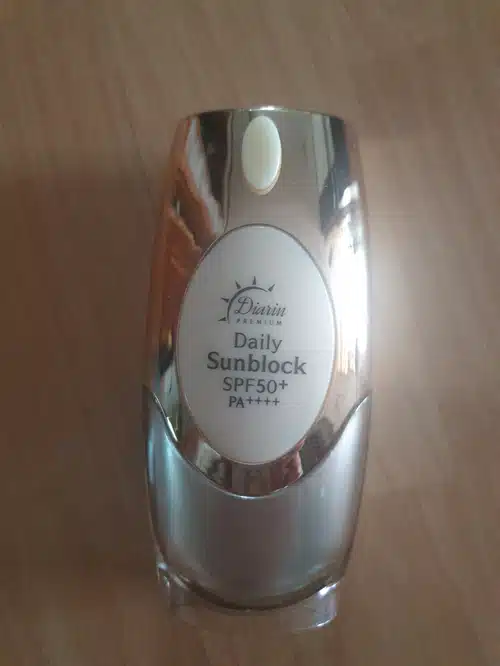 Diarin
PREMIUM
Daily
Sunblock
SPF50+
PA++++